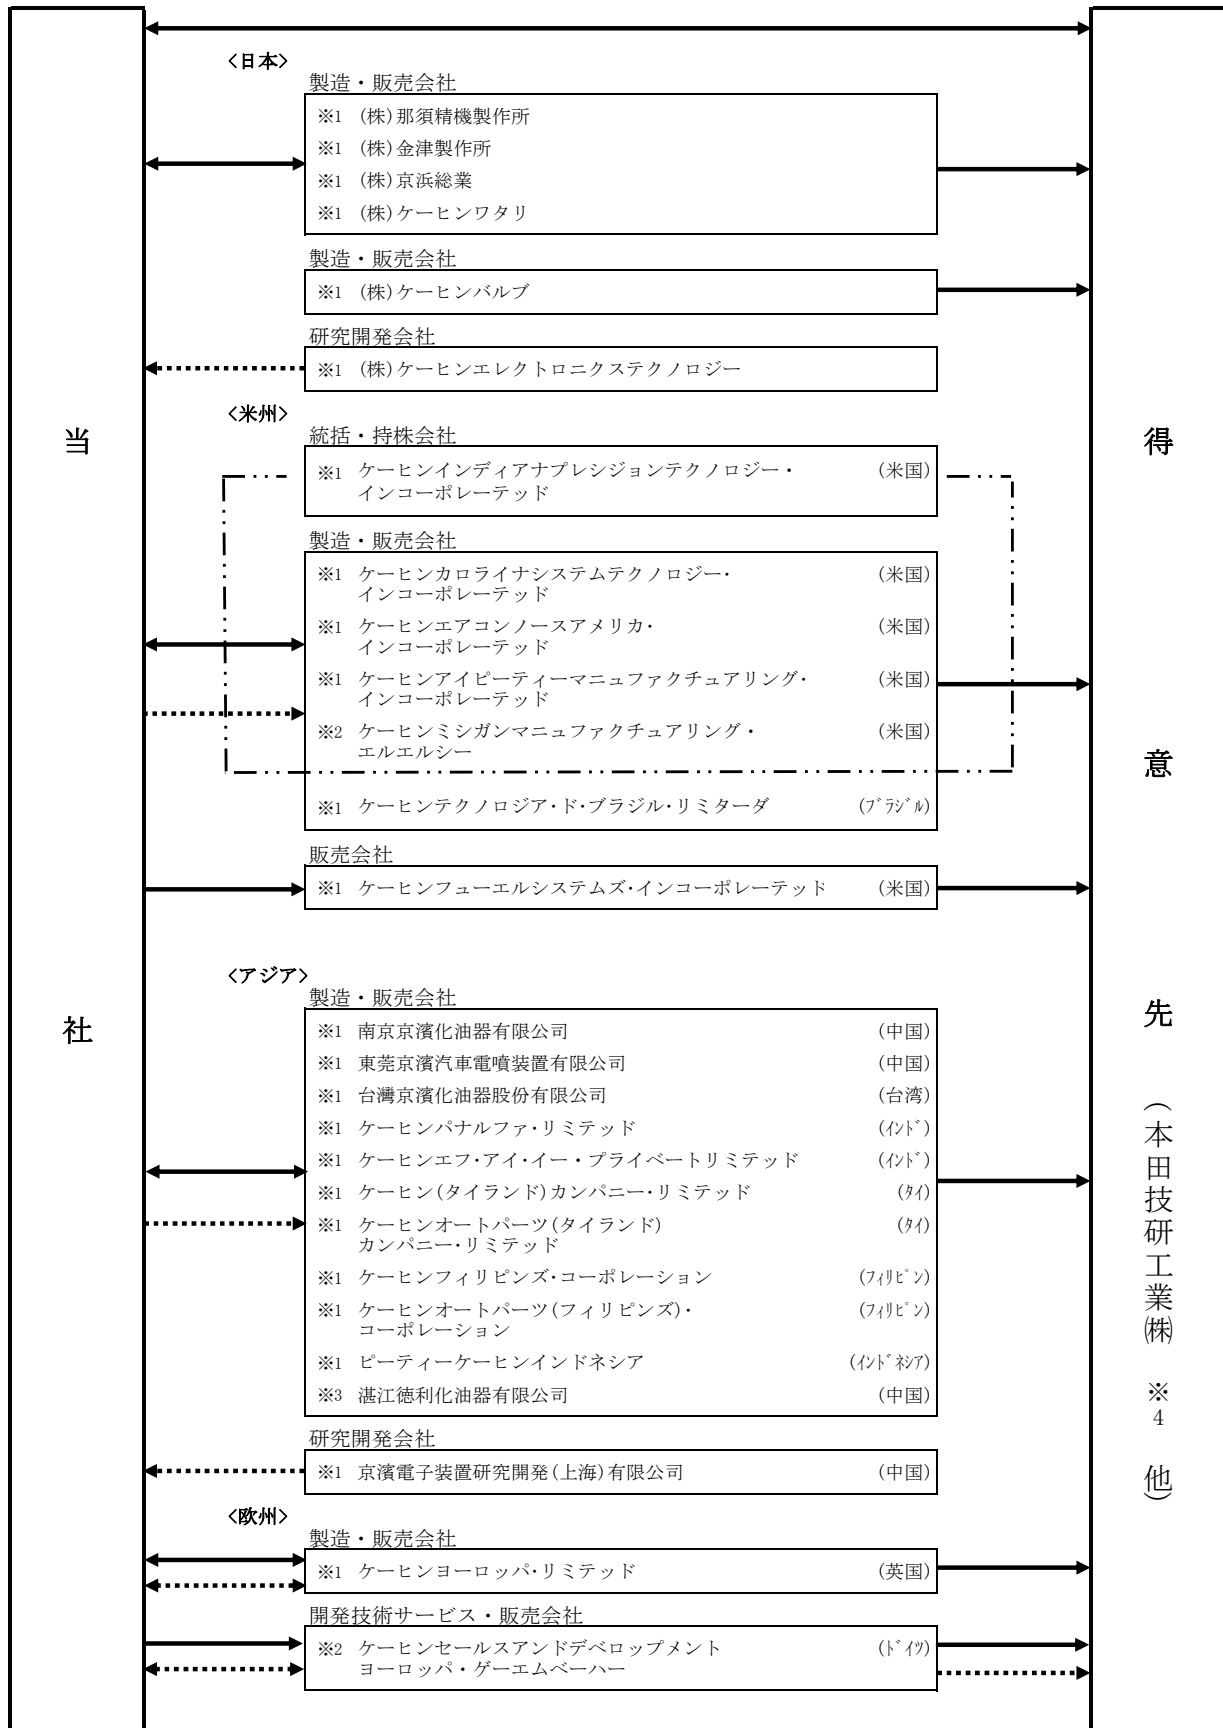 <日本>
製造・販売会社
※1 (株)那須精機製作所
※1 (株)金津製作所
※1 (株)京浜総業
※1 (株)ケーヒンワタリ
製造・販売会社
※1 (株)ケーヒンバルブ
研究開発会社
※1 (株)ケーヒンエレクトロニクステクノロジー
<米州>
統括・持株会社
※1 ケーヒンインディアナプレシジョンテクノロジー・ (米国)
インコーポレーテッド
製造・販売会社
※1 ケーヒンカロライナシステムテクノロジー・ (米国)
インコーポレーテッド
※1 ケーヒンエアコンノースアメリカ・ (米国)
インコーポレーテッド
※1 ケーヒンアイピーティーマニュファクチュアリング・ (米国)
インコーポレーテッド
※2 ケーヒンミシガンマニュファクチュアリング・ (米国)
エルエルシー
※1 ケーヒンテクノロジア・ド・ブラジル・リミターダ (ﾌﾞﾗｼﾞﾙ)
販売会社
※1 ケーヒンフューエルシステムズ・インコーポレーテッド (米国)
<アジア>
製造・販売会社
※1 南京京濱化油器有限公司 (中国)
※1 東莞京濱汽車電噴装置有限公司 (中国)
※1 台灣京濱化油器股份有限公司 (台湾)
※1 ケーヒンパナルファ・リミテッド (ｲﾝﾄﾞ)
※1 ケーヒンエフ・アイ・イー・プライベートリミテッド (ｲﾝﾄﾞ)
※1 ケーヒン(タイランド)カンパニー・リミテッド (ﾀｲ)
※1 ケーヒンオートパーツ(タイランド) (ﾀｲ)
カンパニー・リミテッド
※1 ケーヒンフィリピンズ・コーポレーション (ﾌｨﾘﾋﾟﾝ)
※1 ケーヒンオートパーツ(フィリピンズ)・ (ﾌｨﾘﾋﾟﾝ)
コーポレーション
※1 ピーティーケーヒンインドネシア (ｲﾝﾄﾞﾈｼｱ)
※3 湛江徳利化油器有限公司 (中国)
研究開発会社
※1 京濱電子装置研究開発(上海)有限公司 (中国)
<欧州>
製造・販売会社
※1 ケーヒンヨーロッパ・リミテッド (英国)
開発技術サービス・販売会社
※2 ケーヒンセールスアンドデベロップメント (ﾄﾞｲﾂ)
ヨーロッパ・ゲーエムベーハー
当社
得意先(本田技研工業㈱ ※4 他)